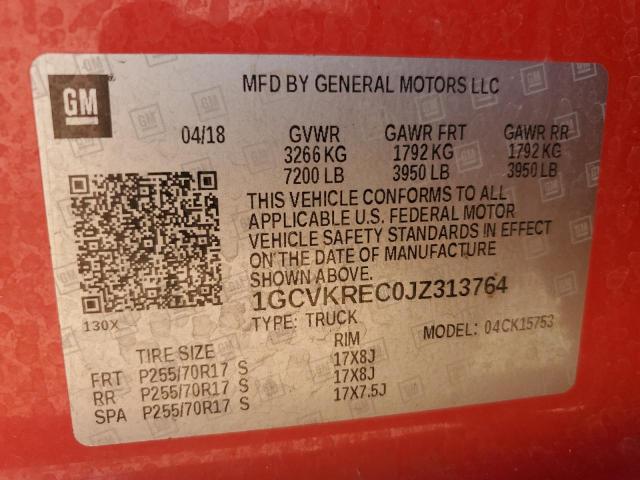 GM
MFD BY GENERAL MOTORS LLC
04/18 GVWR GAWR FRT GAWR RR
3266 KG 1792 KG 1792 KG
7200 LB 3950 LB 3950 LB
THIS VEHICLE CONFORMS TO ALL
APPLICABLE U.S. FEDERAL MOTOR
VEHICLE SAFETY STANDARDS IN EFFECT
ON THE DATE OF MANUFACTURE
SHOWN ABOVE.
1GCVKREC0JZ313764
130X TYPE: TRUCK MODEL: 04CK15753
TIRE SIZE RIM
FRT P255/70R17 S 17X8J
RR P255/70R17 S 17X8J
SPA P255/70R17 S 17X7.5J